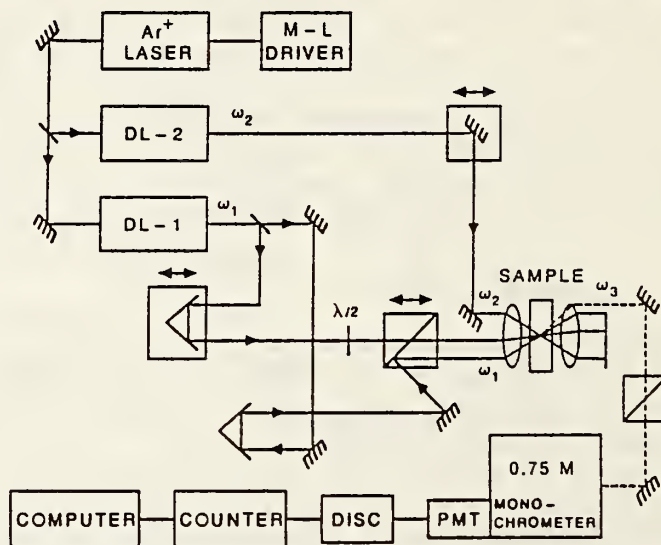 Ar+
LASER
M-L
DRIVER
DL-2
ω2
DL-1
ω1
SAMPLE
λ/2
ω2
ω3
ω1
0.75 M
MONO-
CHROMETER
COMPUTER
COUNTER
DISC
PMT